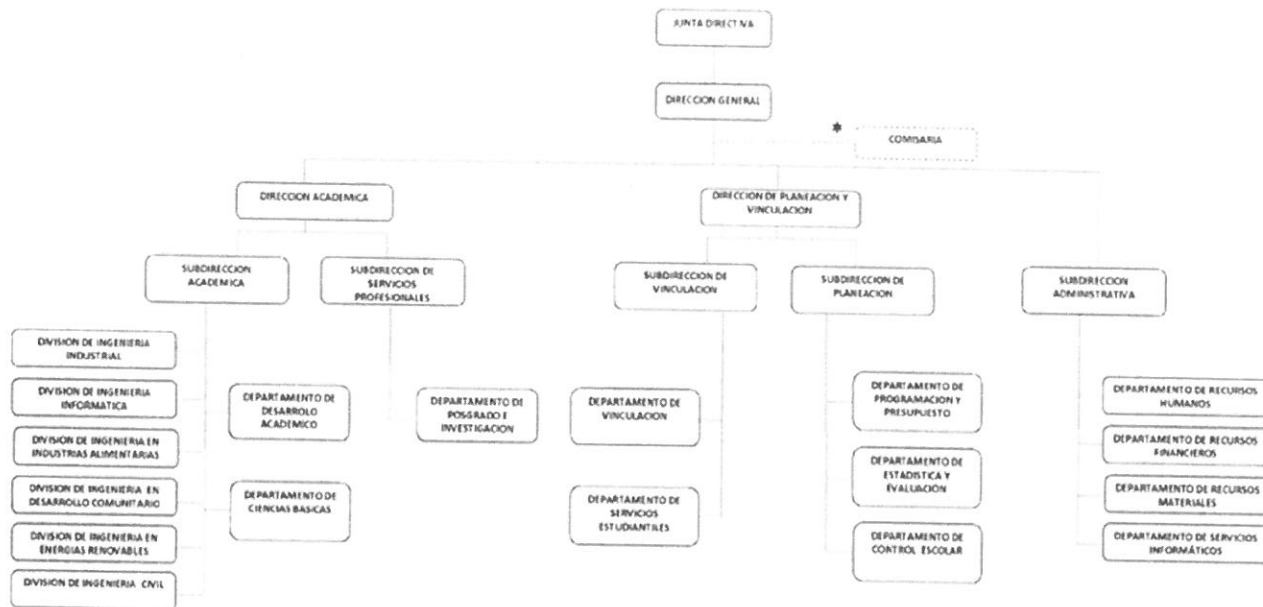 JUNTA DIRECTIVA
DIRECCION GENERAL
*
COMISARIA
DIRECCION ACADEMICA
DIRECCION DE PLANEACION Y
VINCULACION
SUBDIRECCION
ACADEMICA
SUBDIRECCION DE
SERVICIOS
PROFESIONALES
SUBDIRECCION DE
VINCULACION
SUBDIRECCION DE
PLANEACION
SUBDIRECCION
ADMINISTRATIVA
DIVISION DE INGENIERIA
INDUSTRIAL
DIVISION DE INGENIERIA
INFORMATICA
DIVISION DE INGENIERIA EN
INDUSTRIAS ALIMENTARIAS
DIVISION DE INGENIERIA EN
DESARROLLO COMUNITARIO
DIVISION DE INGENIERIA EN
ENERGIAS RENOVABLES
DIVISION DE INGENIERIA CIVIL
DEPARTAMENTO DE
DESARROLO
ACADEMICO
DEPARTAMENTO DE
CIENCIAS BASICAS
DEPARTAMENTO DE
POSGRADO E
INVESTIGACION
DEPARTAMENTO DE
VINCULACION
DEPARTAMENTO DE
SERVICIOS
ESTUDIANTILES
DEPARTAMENTO DE
PROGRAMACION Y
PRESUPUESTO
DEPARTAMENTO DE
ESTADISTICA Y
EVALUACION
DEPARTAMENTO DE
CONTROL ESCOLAR
DEPARTAMENTO DE RECURSOS
HUMANOS
DEPARTAMENTO DE RECURSOS
FINANCIEROS
DEPARTAMENTO DE RECURSOS
MATERIALES
DEPARTAMENTO DE SERVICIOS
INFORMÁTICOS